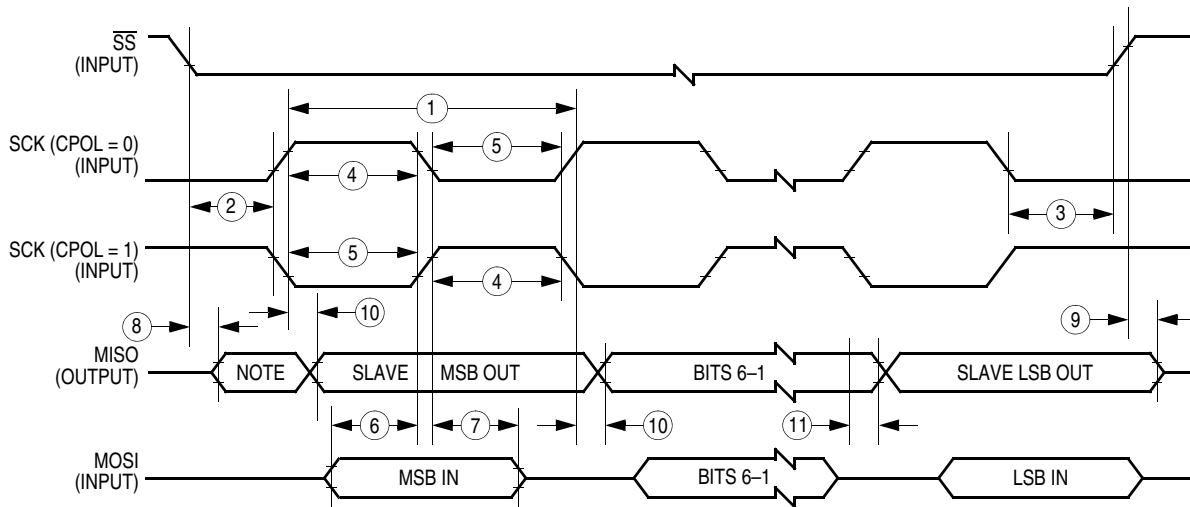 SS
(INPUT)
1
SCK (CPOL = 0)
(INPUT)
5
4
2
3
SCK (CPOL = 1)
(INPUT)
5
4
8
10
9
MISO
(OUTPUT)
NOTE
SLAVE MSB OUT
BITS 6–1
SLAVE LSB OUT
6
7
10
11
MOSI
(INPUT)
MSB IN
BITS 6–1
LSB IN